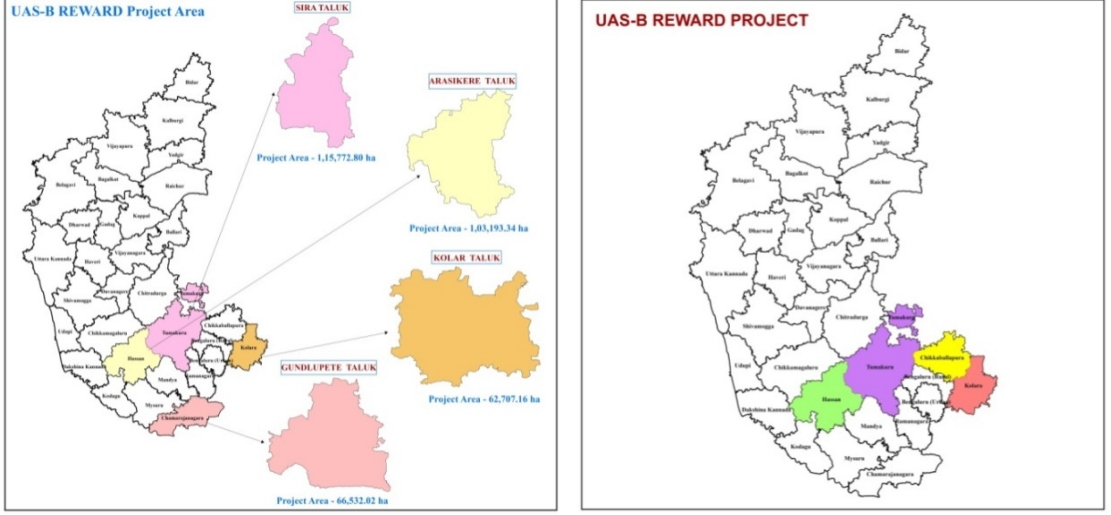 UAS-B REWARD Project Area
SIRA TALUK
Project Area - 1,15,772.80 ha
ARASIKERE TALUK
Project Area - 1,03,193.34 ha
KOLAR TALUK
Project Area - 62,707.16 ha
GUNDLUPETE TALUK
Project Area - 66,532.02 ha
Bidar
Kalburgi
Vijayapura
Yadgir
Belagavi
Bagalkot
Raichur
Koppal
Dharwad
Gadag
Ballari
Uttara Kannada
Haveri
Vijayanagara
Davanagere
Shivamogga
Chitradurga
Tumakuru
Udupi
Chikkamagaluru
Tumakuru
Chikkaballapura
Kolara
Hassan
Dakshina Kannada
Mandya
Kodagu
Mysuru
Chamarajanagara
UAS-B REWARD PROJECT
Bidar
Kalburgi
Vijayapura
Yadgir
Belagavi
Bagalkot
Raichur
Koppal
Dharwad
Gadag
Ballari
Uttara Kannada
Haveri
Vijayanagara
Davanagere
Shivamogga
Chitradurga
Tumakuru
Udupi
Chikkamagaluru
Tumakuru
Chikkaballapura
Kolara
Hassan
Dakshina Kannada
Mandya
Kodagu
Mysuru
Chamarajanagara